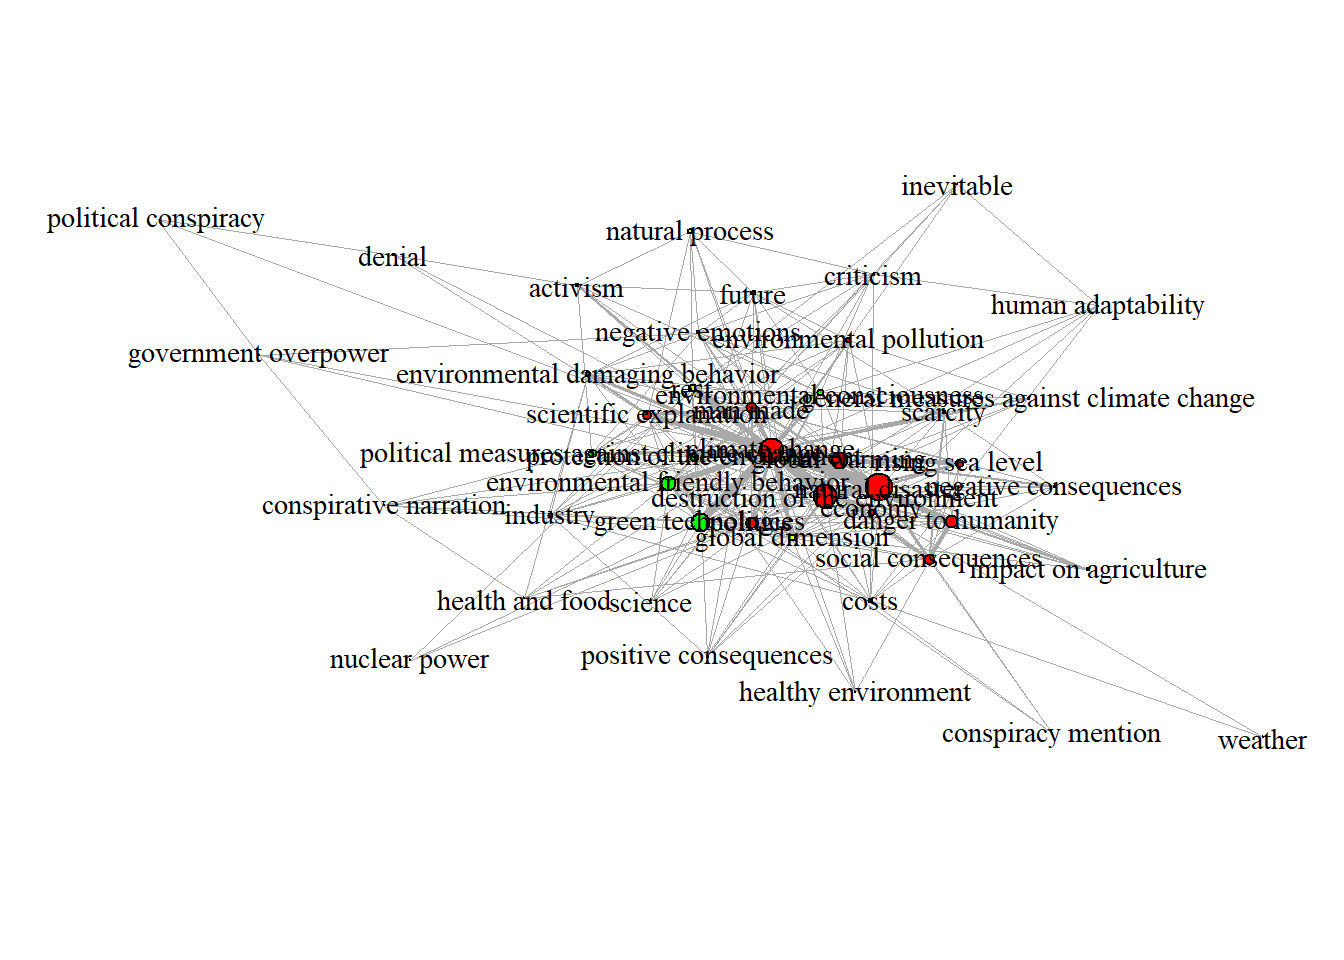 inevitable
political conspiracy
natural process
denial
criticism
activism
future
human adaptability
negative emotions
environmental pollution
government overpower
environmental damaging behavior
rest
environmental consciousness
general measures against climate change
man made
scarcity
scientific explanation
climate change
political measures against climate change
protection of the environment
global warming
rising sea level
environmental friendly behavior
natural disaster
negative consequences
destruction of the environment
conspirative narration
economy
industry
green technologies
politics
danger to humanity
global dimension
social consequences
impact on agriculture
health and food
science
costs
nuclear power
positive consequences
healthy environment
conspiracy mention
weather